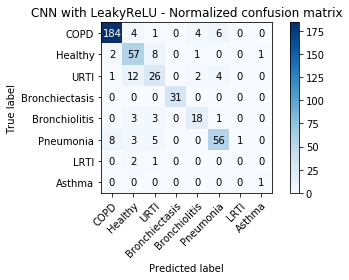 CNN with LeakyReLU - Normalized confusion matrix
True label
COPD 184 4 1 0 4 6 0 0
Healthy 2 57 8 0 1 0 0 1
URTI 1 12 26 0 2 4 0 0
Bronchiectasis 0 0 0 31 0 0 0 0
Bronchiolitis 0 3 3 0 18 1 0 0
Pneumonia 8 3 5 0 0 56 1 0
LRTI 0 2 1 0 0 0 0 0
Asthma 0 0 0 0 0 0 0 1
COPD Healthy URTI Bronchiectasis Bronchiolitis Pneumonia LRTI Asthma
Predicted label
175
150
125
100
75
50
25
0